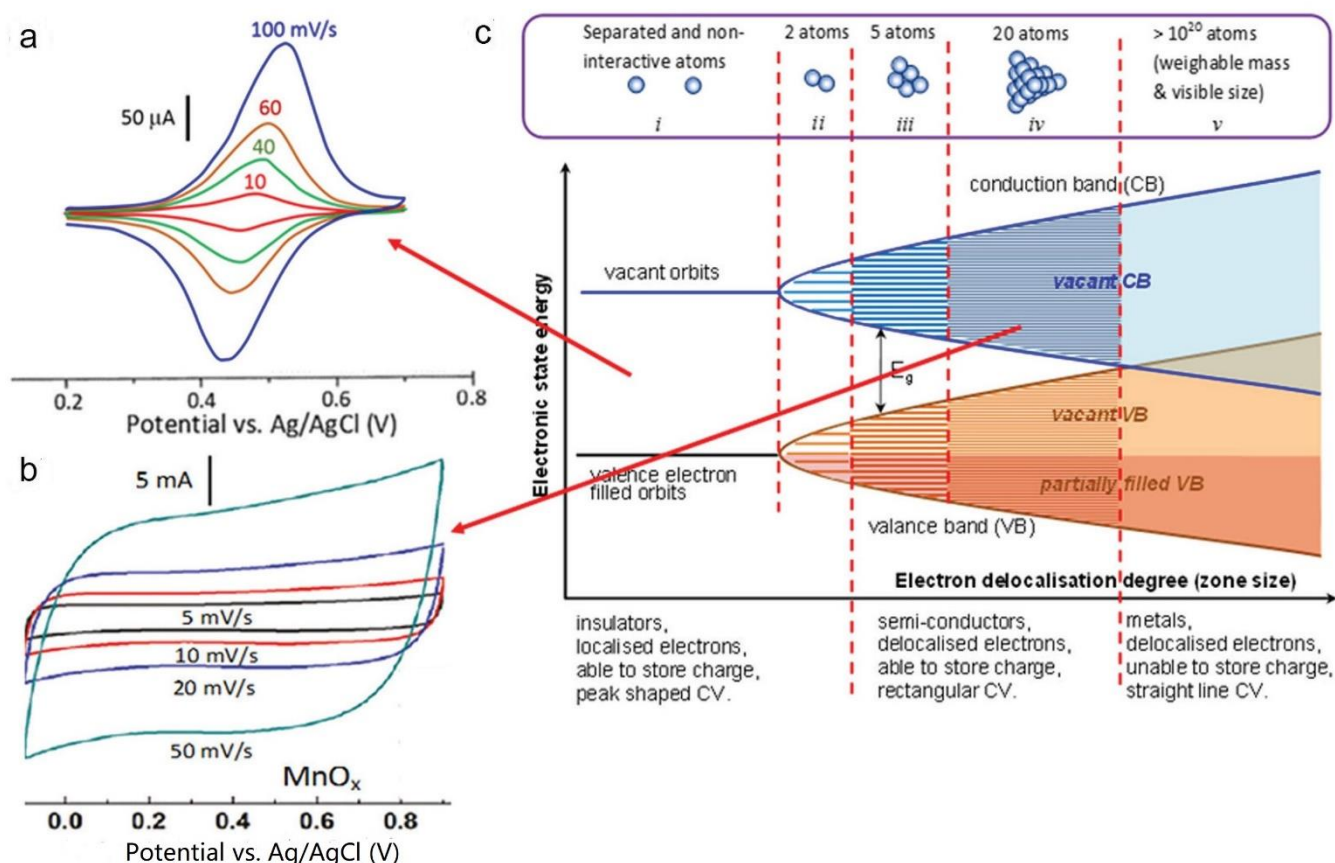 a
100 mV/s
50 µA
60
40
10
0.2
0.4
0.6
0.8
Potential vs. Ag/AgCl (V)
b
5 mA
5 mV/s
10 mV/s
20 mV/s
50 mV/s
MnOₓ
0.0
0.2
0.4
0.6
0.8
Potential vs. Ag/AgCl (V)
c
Separated and non-
interactive atoms
i
2 atoms
ii
5 atoms
iii
20 atoms
iv
> 10²⁰ atoms
(weighable mass
& visible size)
v
Electronic state energy
conduction band (CB)
vacant orbits
vacant CB
E_g
vacant VB
valence electron
filled orbits
partially filled VB
valance band (VB)
Electron delocalisation degree (zone size)
insulators,
localised electrons,
able to store charge,
peak shaped CV.
semi-conductors,
delocalised electrons,
able to store charge,
rectangular CV.
metals,
delocalised electrons,
unable to store charge,
straight line CV.